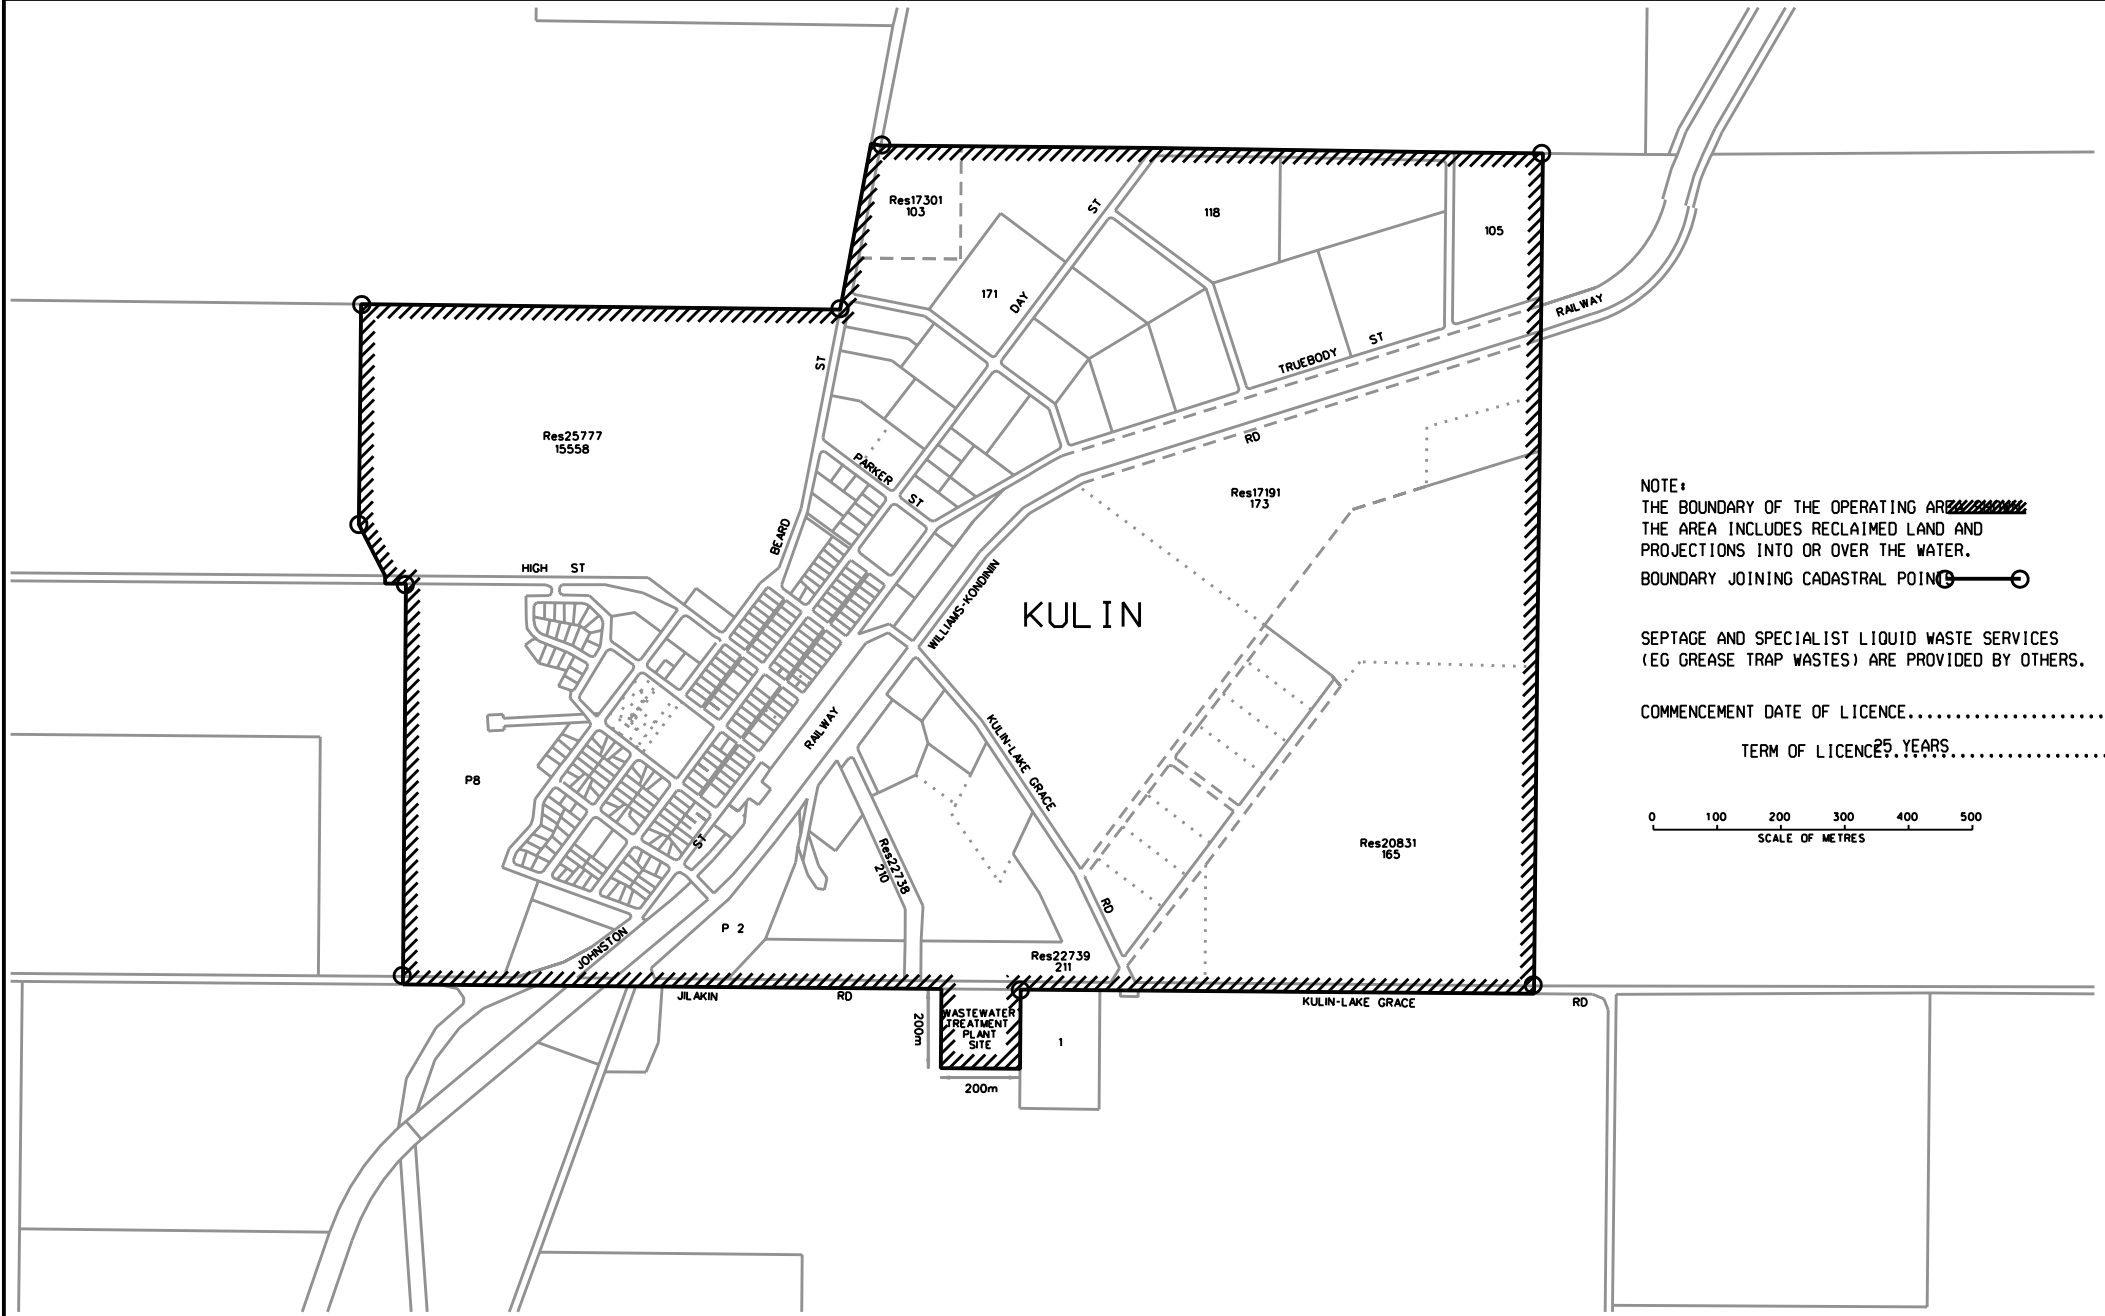 Res17301
103
ST
118
105
171
DAY
RAILWAY
ST
TRUEBODY
ST
RD
Res25777
15558
PARKER
ST
Res17191
173
BEARD
HIGH ST
WILLIAMS-KONDININ
KULIN
RAILWAY
KULIN-LAKE GRACE
P8
ST
Res22738
210
Res20831
165
RD
P 2
JOHNSTON
Res22739
211
JILAKIN RD
KULIN-LAKE GRACE RD
200m
WASTEWATER
TREATMENT
PLANT
SITE
1
200m
NOTE:
THE BOUNDARY OF THE OPERATING
THE AREA INCLUDES RECLAIMED LAND AND
PROJECTIONS INTO OR OVER THE WATER.
BOUNDARY JOINING CADASTRAL POINTS
SEPTAGE AND SPECIALIST LIQUID WASTE SERVICES
(EG GREASE TRAP WASTES) ARE PROVIDED BY OTHERS.
COMMENCEMENT DATE OF LICENCE.....................
TERM OF LICENCE 25 YEARS....................
0 100 200 300 400 500
SCALE OF METRES